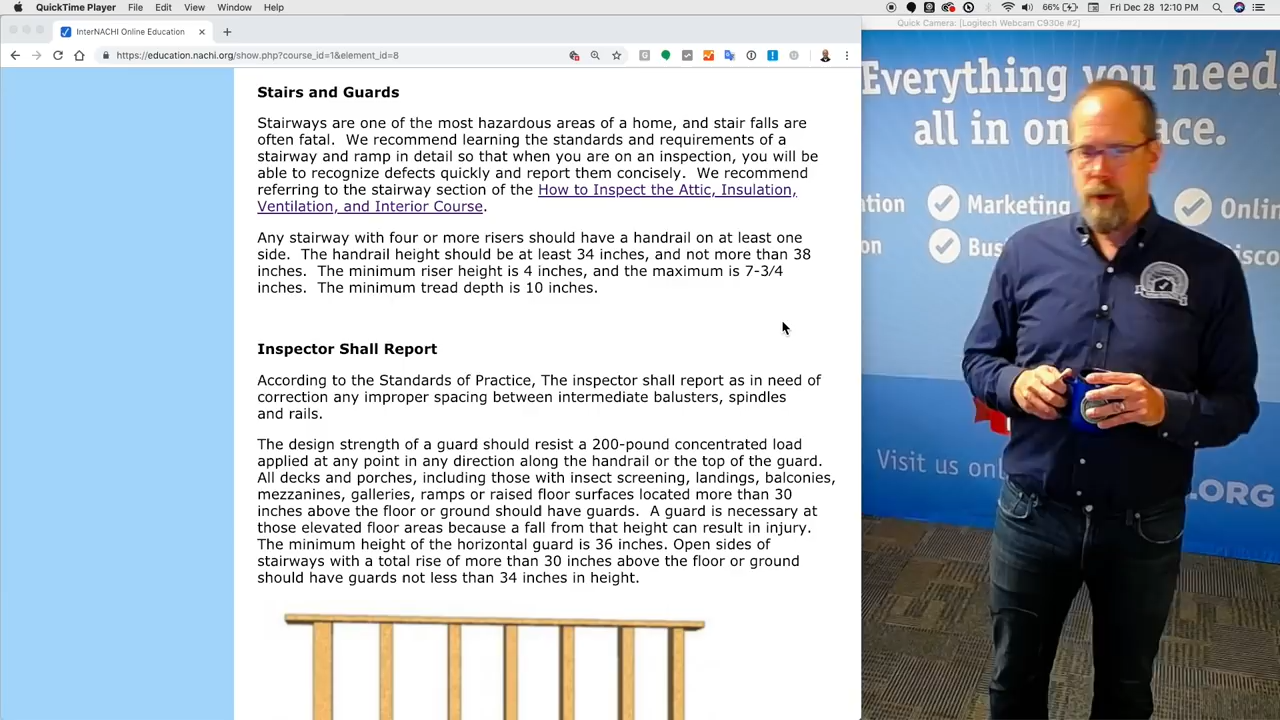 QuickTime Player File Edit View Window Help
66% Fri Dec 28 12:10 PM
Quick Camera: [Logitech Webcam C930e #2]
InterNACHI Online Education
https://education.nachi.org/show.php?course_id=1&element_id=8
Stairs and Guards
Stairways are one of the most hazardous areas of a home, and stair falls are
often fatal. We recommend learning the standards and requirements of a
stairway and ramp in detail so that when you are on an inspection, you will be
able to recognize defects quickly and report them concisely. We recommend
referring to the stairway section of the How to Inspect the Attic, Insulation,
Ventilation, and Interior Course.
Any stairway with four or more risers should have a handrail on at least one
side. The handrail height should be at least 34 inches, and not more than 38
inches. The minimum riser height is 4 inches, and the maximum is 7-3/4
inches. The minimum tread depth is 10 inches.
Inspector Shall Report
According to the Standards of Practice, The inspector shall report as in need of
correction any improper spacing between intermediate balusters, spindles
and rails.
The design strength of a guard should resist a 200-pound concentrated load
applied at any point in any direction along the handrail or the top of the guard.
All decks and porches, including those with insect screening, landings, balconies,
mezzanines, galleries, ramps or raised floor surfaces located more than 30
inches above the floor or ground should have guards. A guard is necessary at
those elevated floor areas because a fall from that height can result in injury.
The minimum height of the horizontal guard is 36 inches. Open sides of
stairways with a total rise of more than 30 inches above the floor or ground
should have guards not less than 34 inches in height.
Everything you need,
all in on ace.
ation Marketing Onlin
on Bus isco
Visit us onl .ORG